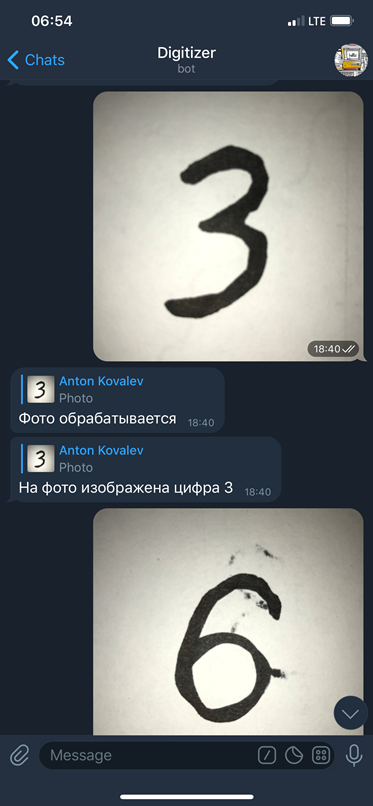 06:54
LTE
Chats
Digitizer
bot
3
18:40
3
Anton Kovalev
Photo
Фото обрабатывается 18:40
3
Anton Kovalev
Photo
На фото изображена цифра 3 18:40
6
Message